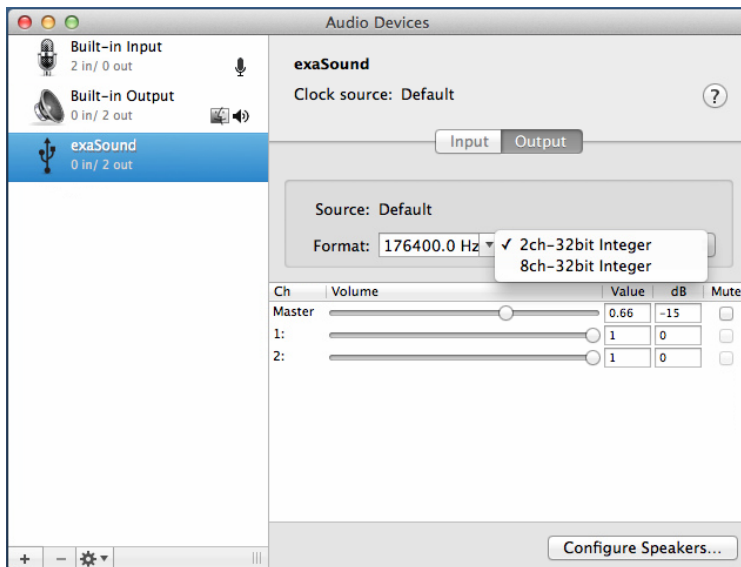 Audio Devices
Built-in Input
2 in/ 0 out
Built-in Output
0 in/ 2 out
exaSound
0 in/ 2 out
exaSound
Clock source: Default
?
Input Output
Source: Default
Format: 176400.0 Hz ✓ 2ch-32bit Integer
8ch-32bit Integer
Ch Volume Value dB Mute
Master 0.66 -15
1: 1 0
2: 1 0
+ −
Configure Speakers...